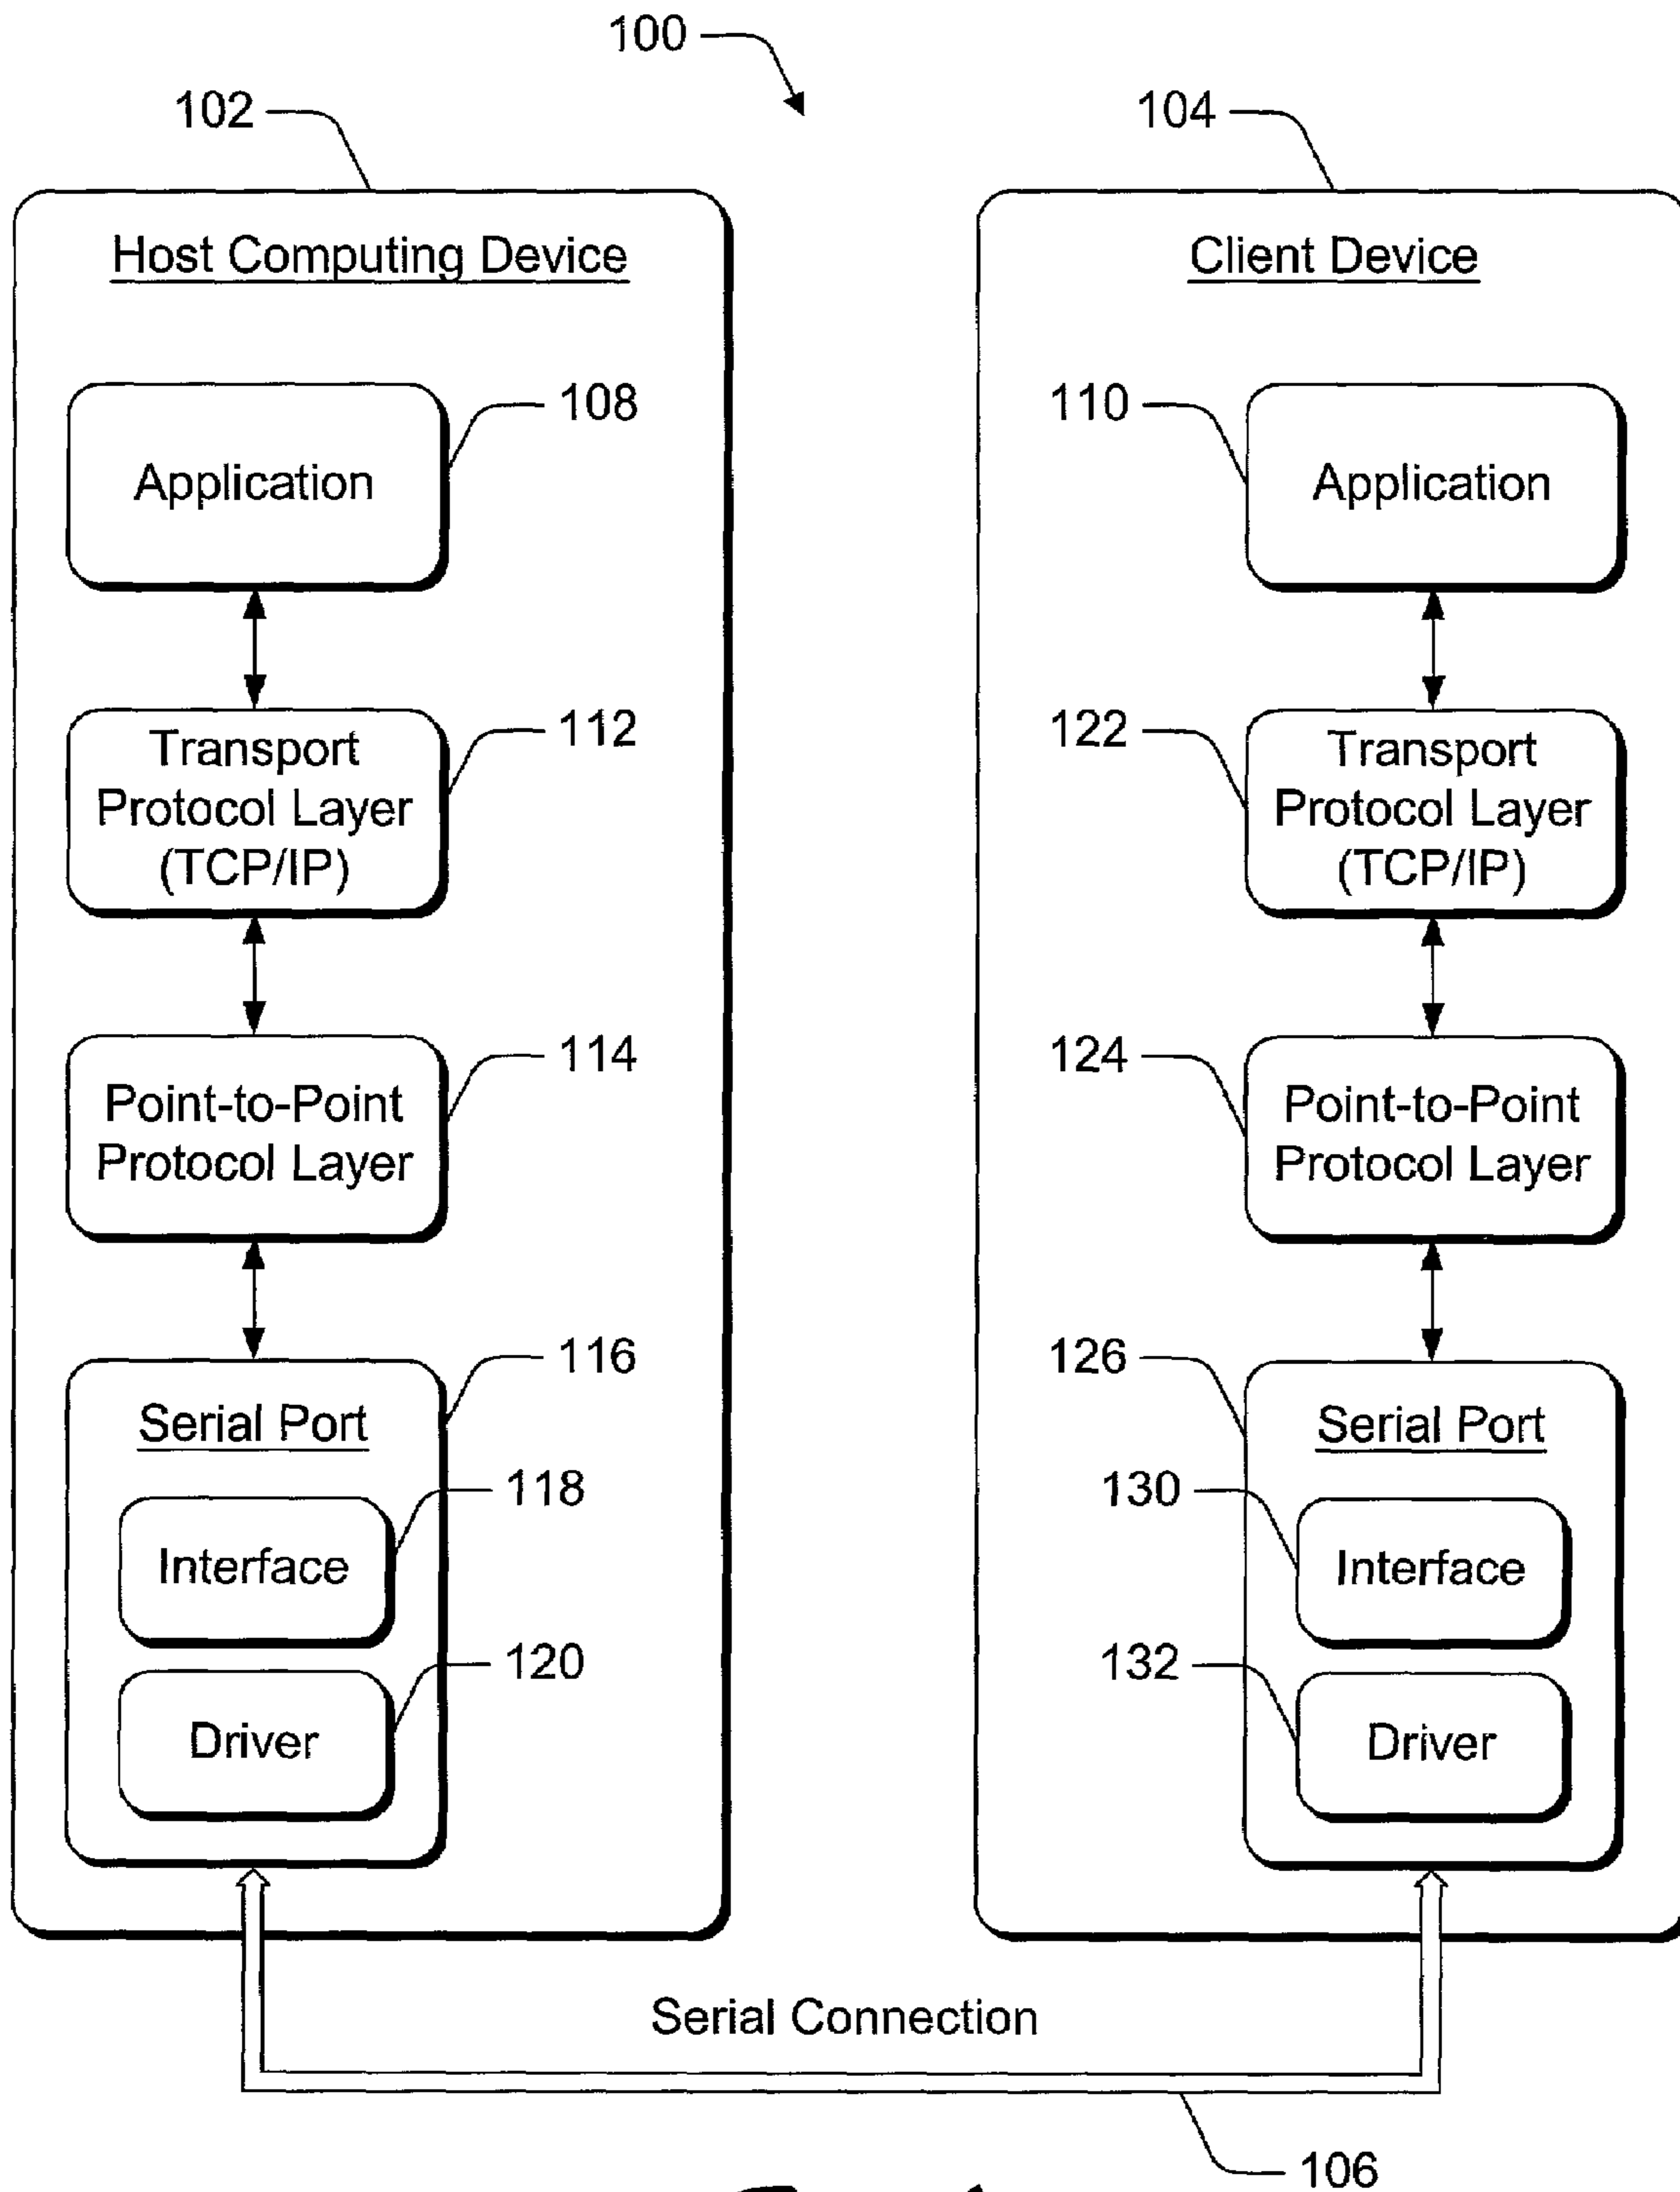 100
102
104
Host Computing Device
Client Device
108
110
Application
Application
112
122
Transport
Protocol Layer
(TCP/IP)
Transport
Protocol Layer
(TCP/IP)
114
124
Point-to-Point
Protocol Layer
Point-to-Point
Protocol Layer
116
126
Serial Port
Serial Port
118
130
Interface
Interface
120
132
Driver
Driver
Serial Connection
106